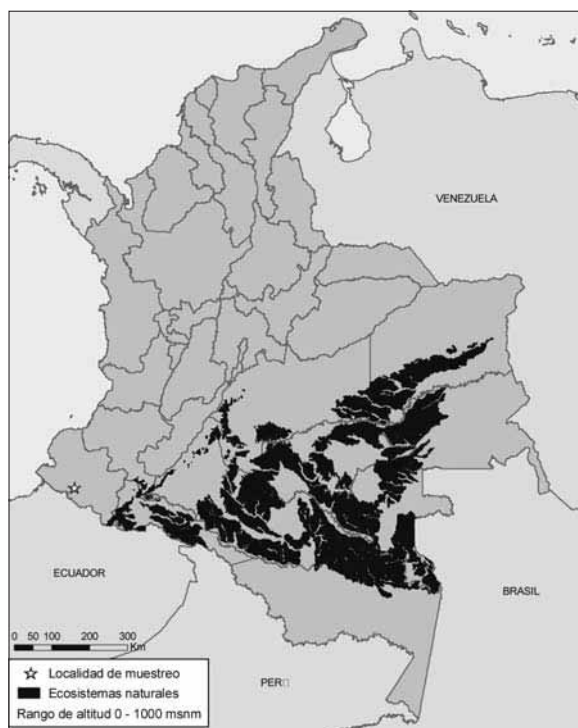 VENEZUELA
ECUADOR
BRASIL
PER□
0 50 100 200 300
Km
Localidad de muestreo
Ecosistemas naturales
Rango de altitud 0 - 1000 msnm